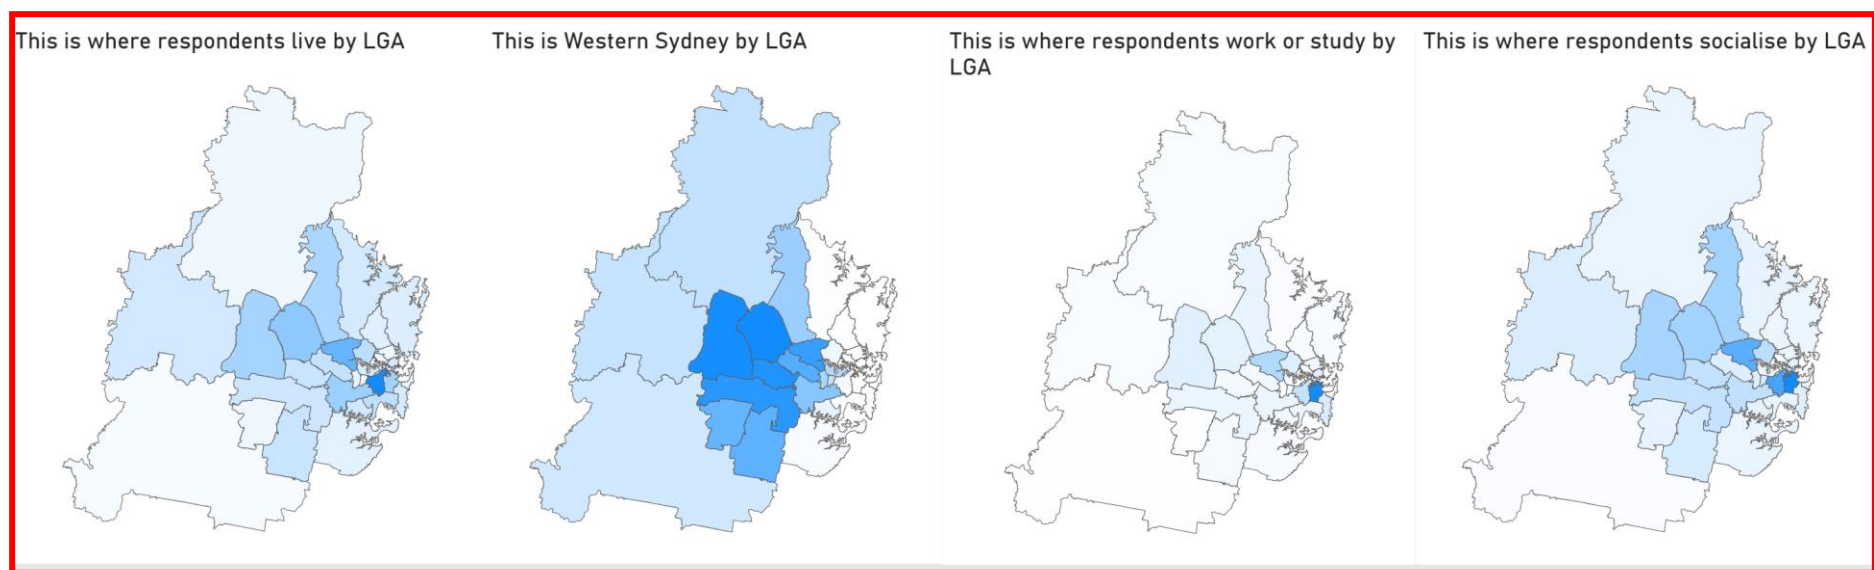 This is where respondents live by LGA
This is Western Sydney by LGA
This is where respondents work or study by
LGA
This is where respondents socialise by LGA